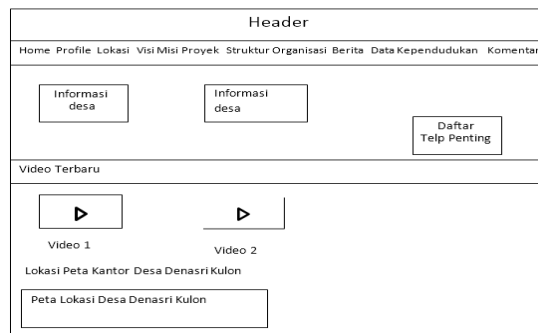 Header
Home Profile Lokasi Visi Misi Proyek Struktur Organisasi Berita Data Kependudukan Komentar
Informasi
desa
Informasi
desa
Daftar
Telp Penting
Video Terbaru
Video 1
Video 2
Lokasi Peta Kantor Desa Denasri Kulon
Peta Lokasi Desa Denasri Kulon